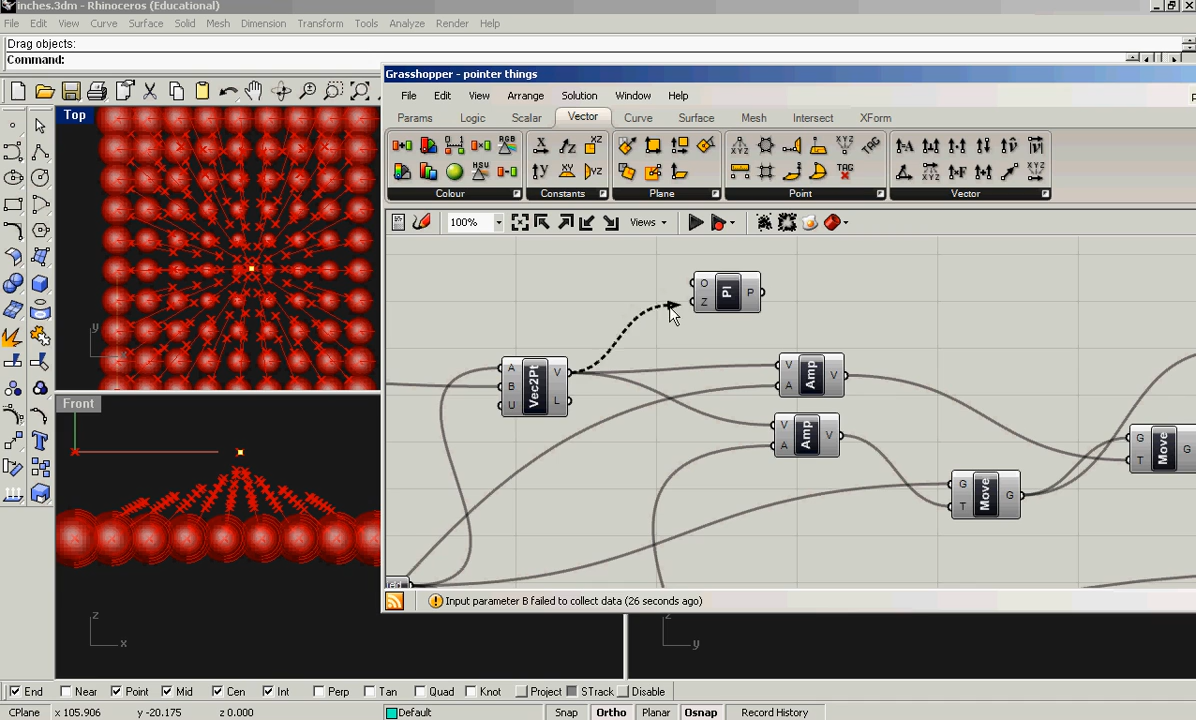 inches.3dm - Rhinoceros (Educational)
File Edit View Curve Surface Solid Mesh Dimension Transform Tools Analyze Render Help
Drag objects:
Command:
Grasshopper - pointer things
File Edit View Arrange Solution Window Help
Params Logic Scalar Vector Curve Surface Mesh Intersect XForm
Colour Constants Plane Point Vector
100% Views
Top
y
x
Front
z
x
O
Z
Pl
P
A
B
U
Vec2Pt
V
L
V
A
Amp
V
V
A
Amp
V
G
T
Move
G
G
T
Move
G
Input parameter B failed to collect data (26 seconds ago)
z
y
End Near Point Mid Cen Int Perp Tan Quad Knot Project STrack Disable
CPlane x 105.906 y -20.175 z 0.000 Default Snap Ortho Planar Osnap Record History